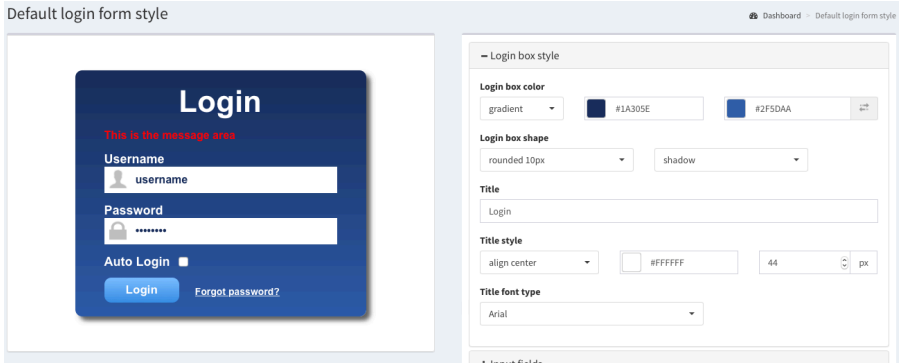 Default login form style
Dashboard > Default login form style
Login
This is the message area
Username
username
Password
••••••••
Auto Login
Login Forgot password?
− Login box style
Login box color
gradient #1A305E #2F5DAA
Login box shape
rounded 10px shadow
Title
Login
Title style
align center #FFFFFF 44 px
Title font type
Arial